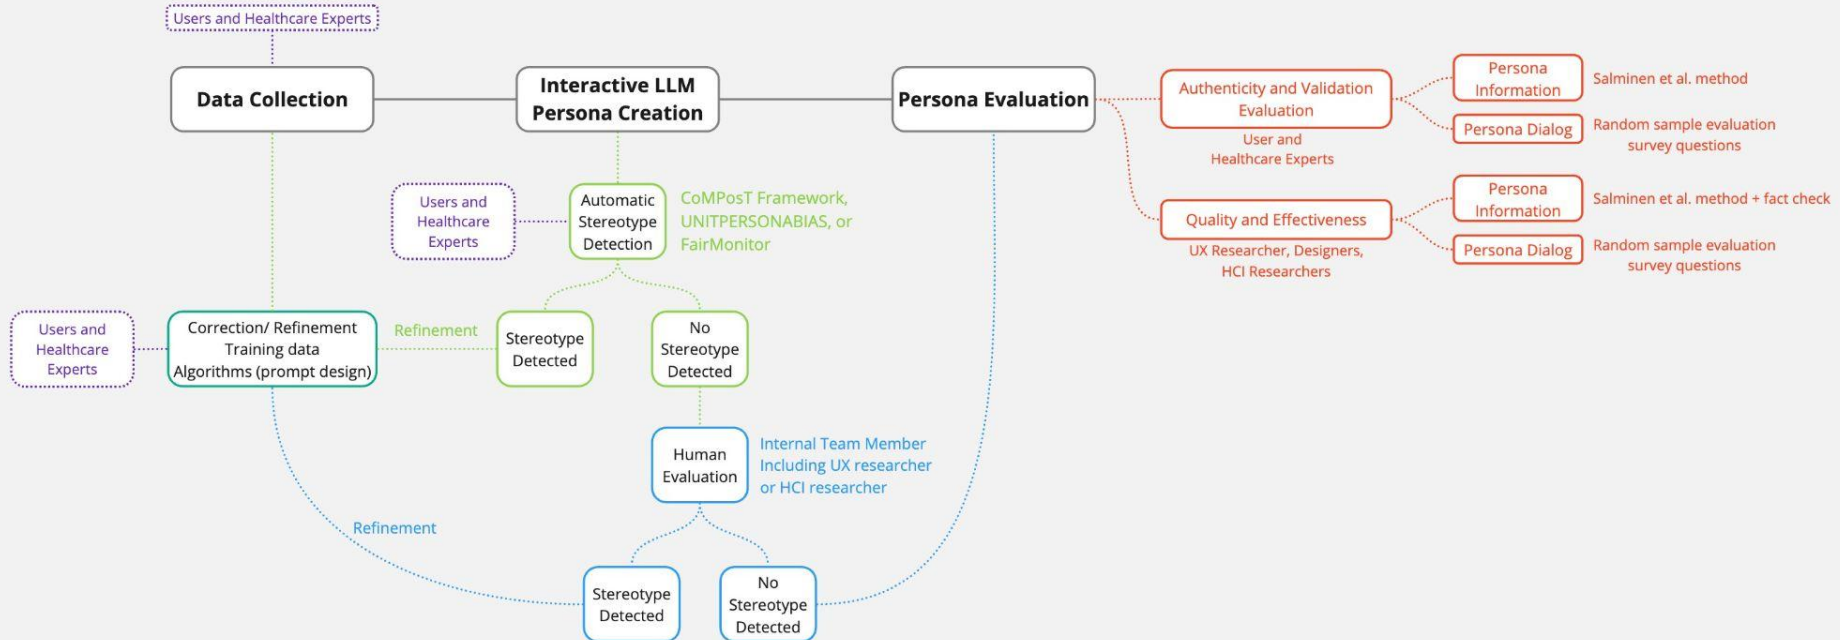 Users and Healthcare Experts
Data Collection
Interactive LLM
Persona Creation
Persona Evaluation
Authenticity and Validation
Evaluation
User and
Healthcare Experts
Persona
Information
Salminen et al. method
Persona Dialog
Random sample evaluation
survey questions
Quality and Effectiveness
UX Researcher, Designers,
HCI Researchers
Persona
Information
Salminen et al. method + fact check
Persona Dialog
Random sample evaluation
survey questions
Users and
Healthcare
Experts
Automatic
Stereotype
Detection
CoMPosT Framework,
UNITPERSONABIAS, or
FairMonitor
Users and
Healthcare
Experts
Correction/ Refinement
Training data
Algorithms (prompt design)
Refinement
Stereotype
Detected
No
Stereotype
Detected
Human
Evaluation
Internal Team Member
Including UX researcher
or HCI researcher
Refinement
Stereotype
Detected
No
Stereotype
Detected